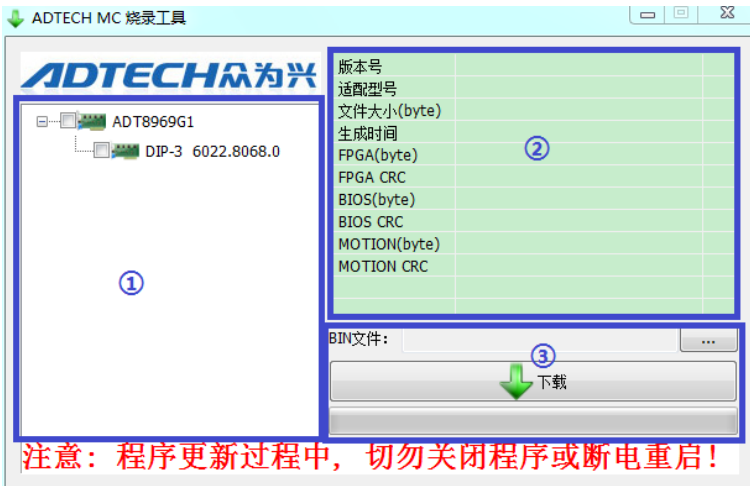 ADTECH MC 烧录工具
ADTECH众为兴
ADT8969G1
DIP-3 6022.8068.0
①
版本号
适配型号
文件大小(byte)
生成时间
FPGA(byte)
FPGA CRC
BIOS(byte)
BIOS CRC
MOTION(byte)
MOTION CRC
②
BIN文件：
...
③
下载
注意：程序更新过程中，切勿关闭程序或断电重启！